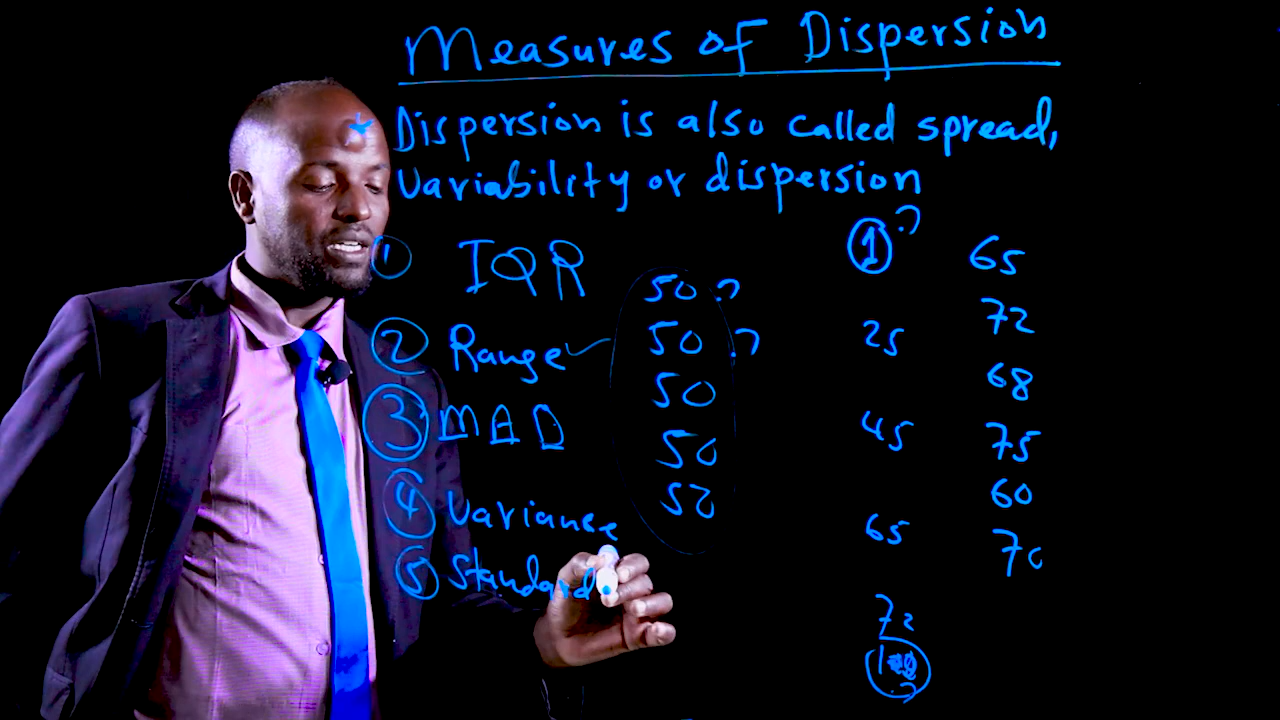 Measures of Dispersion
Dispersion is also called spread,
Variability or dispersion
1 IQR
2 Range
3 MAD
4 Variance
5 Standard
50 ?
50 ?
50
50
50
1 ?
25
45
65
72
65
72
68
75
60
70